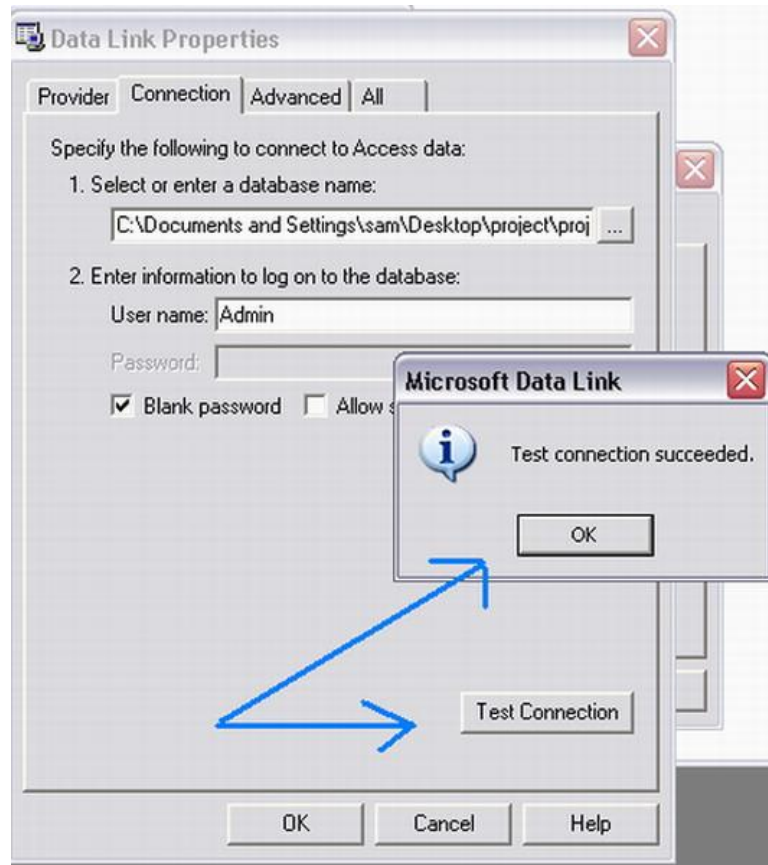 Data Link Properties
Provider Connection Advanced All
Specify the following to connect to Access data:
1. Select or enter a database name:
C:\Documents and Settings\sam\Desktop\project\proj ...
2. Enter information to log on to the database:
User name: Admin
Password:
Blank password Allow s
Microsoft Data Link
Test connection succeeded.
OK
Test Connection
OK Cancel Help